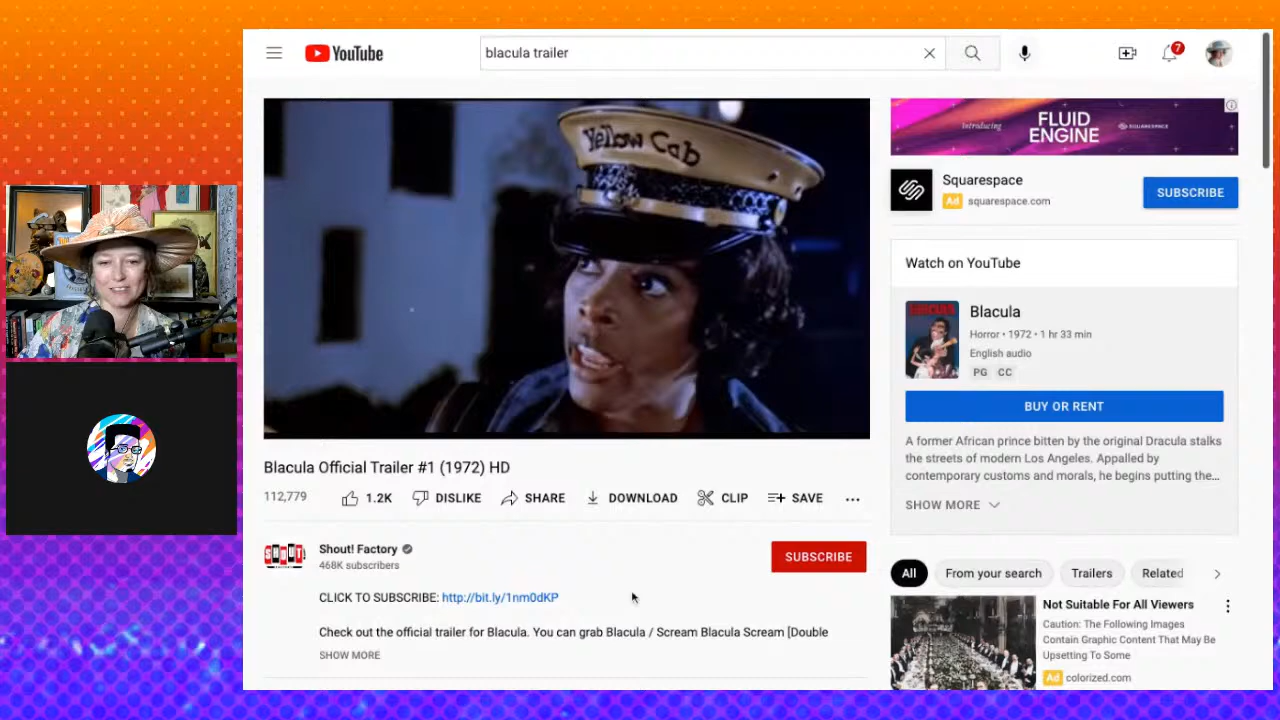 YouTube
blacula trailer
7
Yellow Cab
Introducing
FLUID
ENGINE
SQUARESPACE
Squarespace
Ad squarespace.com
SUBSCRIBE
Watch on YouTube
BLACULA
Blacula
Horror • 1972 • 1 hr 33 min
English audio
PG CC
BUY OR RENT
A former African prince bitten by the original Dracula stalks
the streets of modern Los Angeles. Appalled by
contemporary customs and morals, he begins putting the...
SHOW MORE
Blacula Official Trailer #1 (1972) HD
112,779
1.2K
DISLIKE
SHARE
DOWNLOAD
CLIP
SAVE
SHOUT!
Shout! Factory
468K subscribers
SUBSCRIBE
CLICK TO SUBSCRIBE: http://bit.ly/1nm0dKP
Check out the official trailer for Blacula. You can grab Blacula / Scream Blacula Scream [Double
SHOW MORE
All
From your search
Trailers
Related
Not Suitable For All Viewers
Caution: The Following Images
Contain Graphic Content That May Be
Upsetting To Some
Ad colorized.com